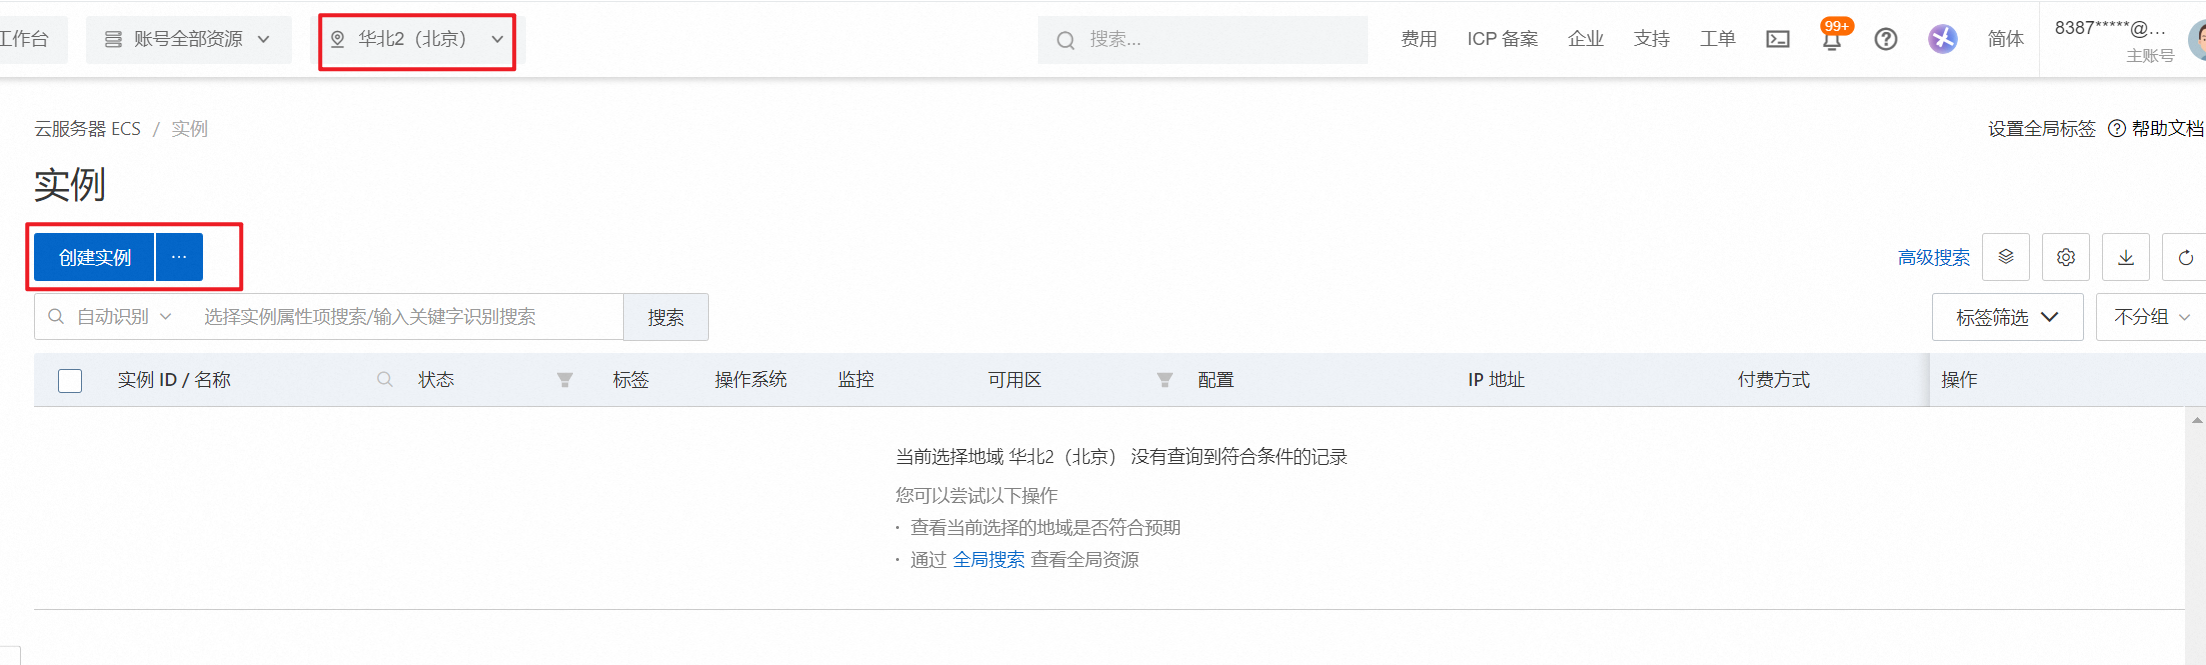 工作台
账号全部资源
华北2（北京）
搜索...
费用
ICP 备案
企业
支持
工单
99+
简体
8387*****@...
主账号
云服务器 ECS / 实例
设置全局标签
帮助文档
实例
创建实例 ...
高级搜索
自动识别
选择实例属性项搜索/输入关键字识别搜索
搜索
标签筛选
不分组
实例 ID / 名称
状态
标签
操作系统
监控
可用区
配置
IP 地址
付费方式
操作
当前选择地域 华北2（北京） 没有查询到符合条件的记录
您可以尝试以下操作
· 查看当前选择的地域是否符合预期
· 通过 全局搜索 查看全局资源